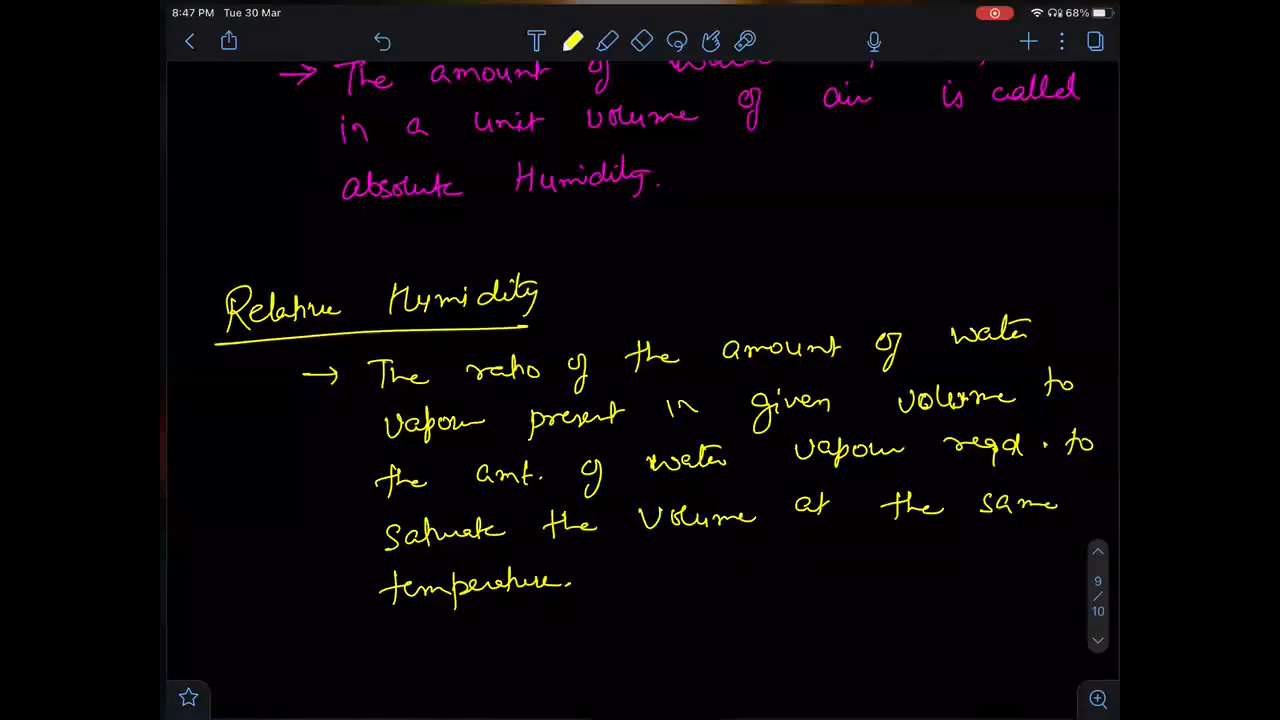 8:47 PM Tue 30 Mar
68%
→ The amount of
in a unit volume of air is called
absolute Humidity.
Relative Humidity
→ The ratio of the amount of water
vapour present in given volume to
the amt. of water vapour reqd. to
saturate the volume at the same
temperature.
9
/
10